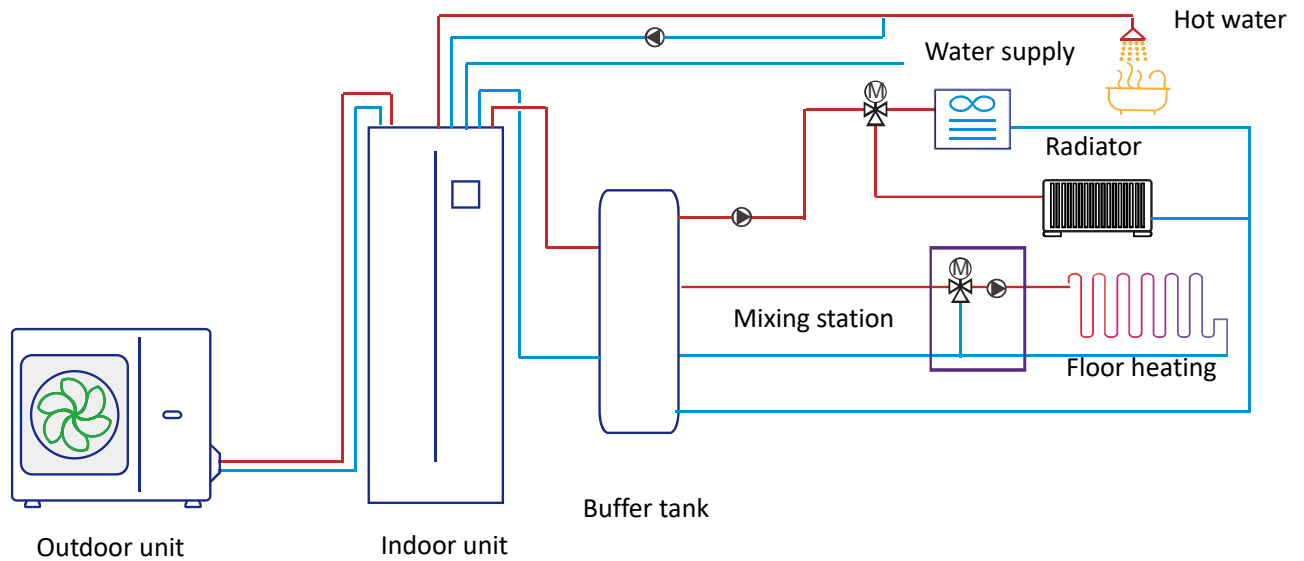 Hot water
Water supply
M
Radiator
M
Mixing station
Floor heating
Buffer tank
Outdoor unit
Indoor unit